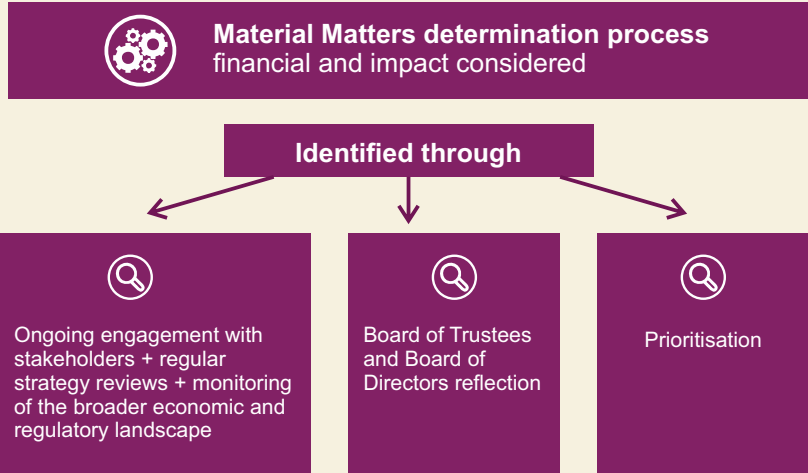 Material Matters determination process
financial and impact considered
Identified through
Ongoing engagement with
stakeholders + regular
strategy reviews + monitoring
of the broader economic and
regulatory landscape
Board of Trustees
and Board of
Directors reflection
Prioritisation